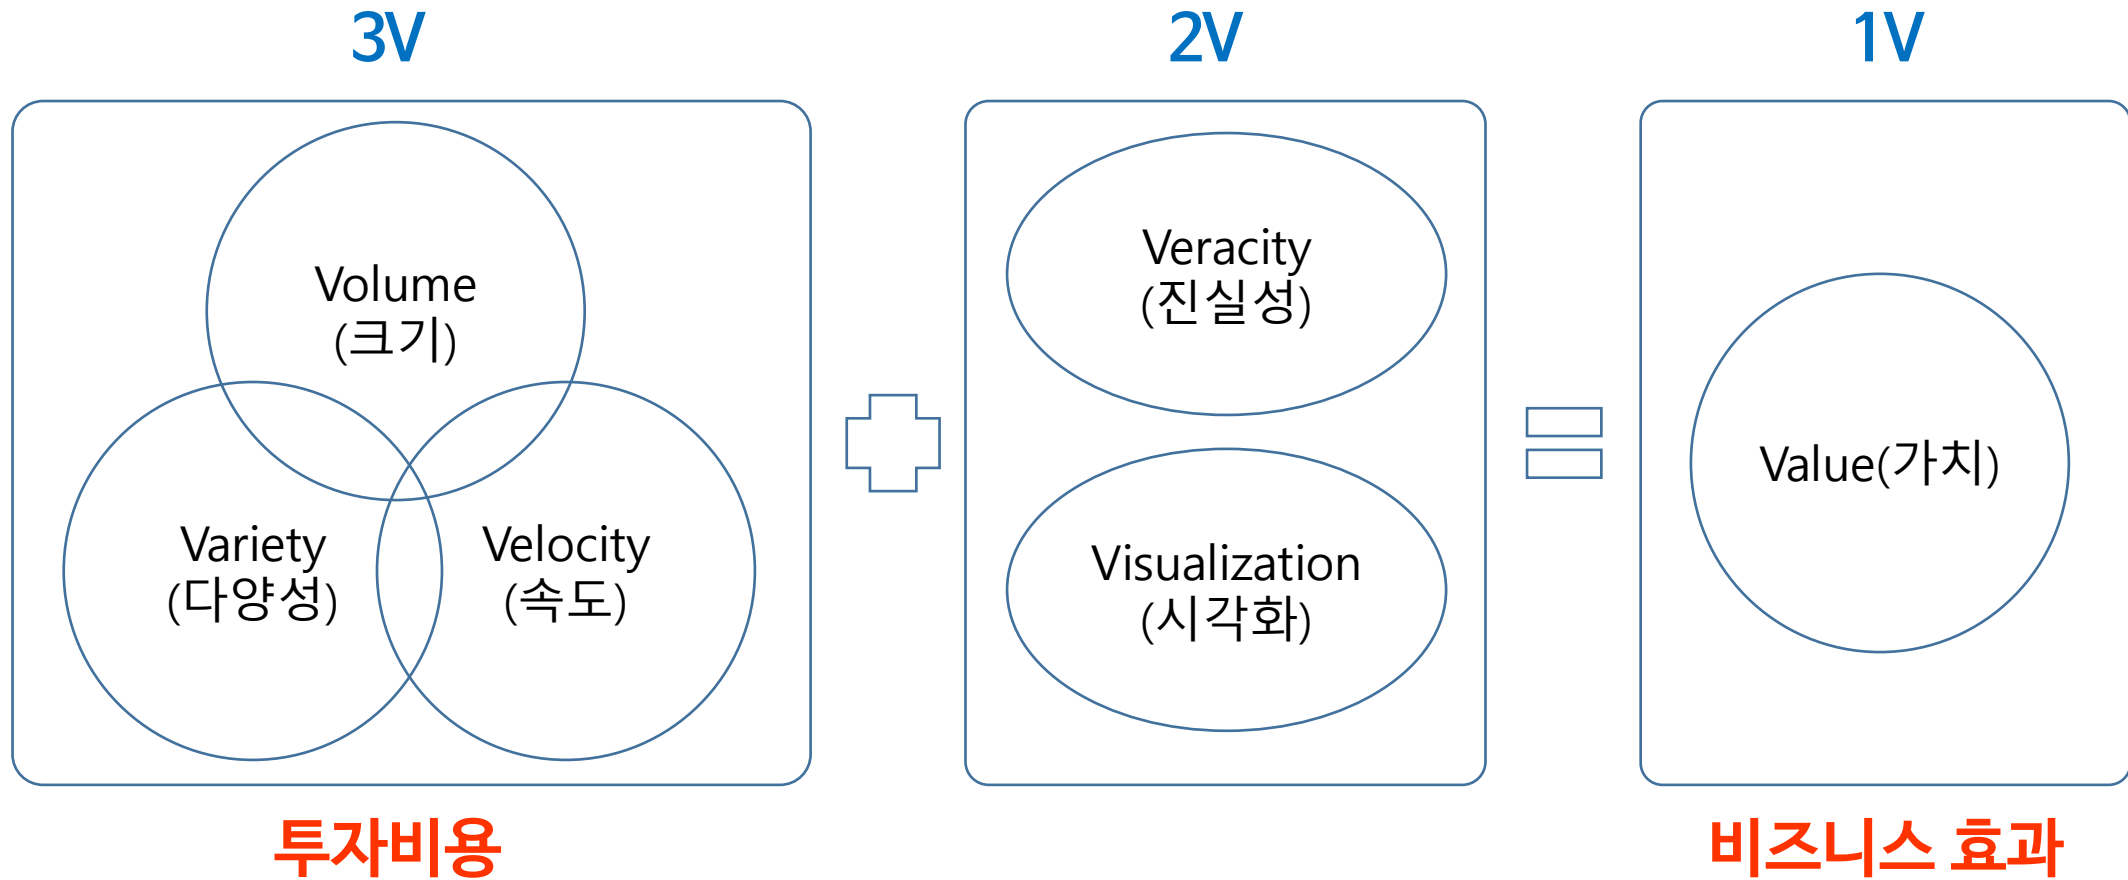 3V
2V
1V
Volume
(크기)
Variety
(다양성)
Velocity
(속도)
Veracity
(진실성)
Visualization
(시각화)
Value(가치)
투자비용
비즈니스 효과